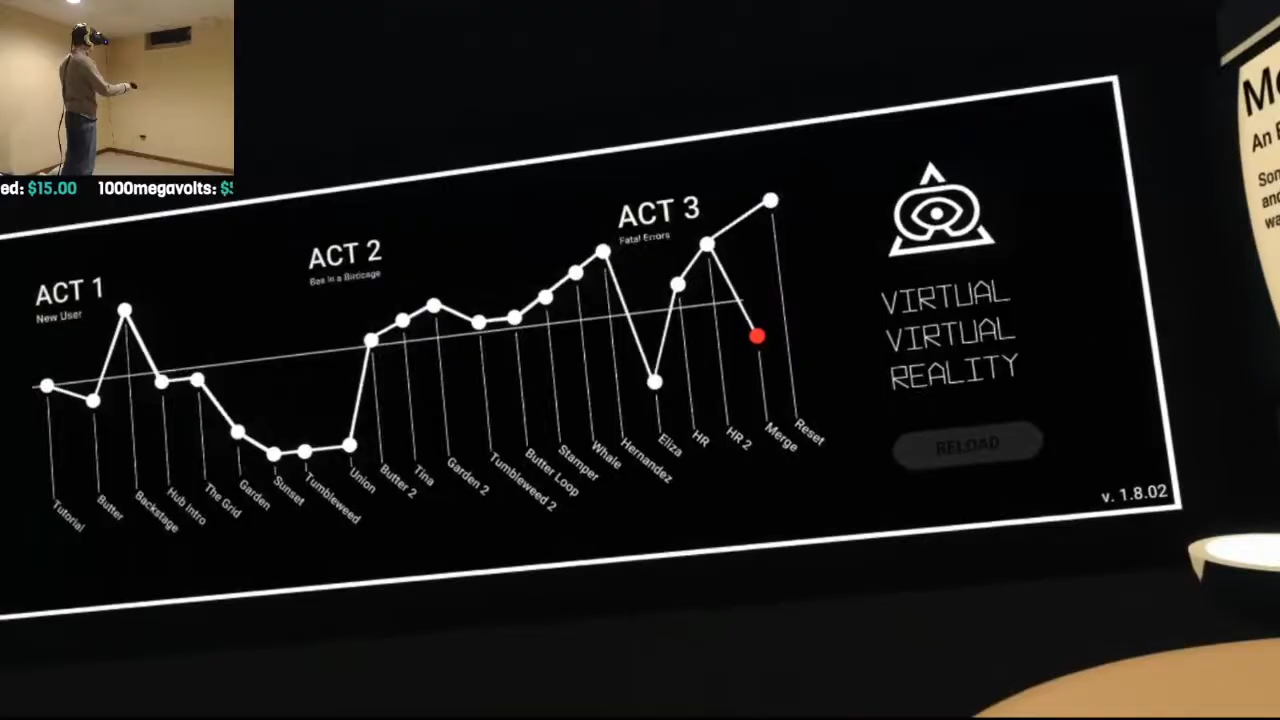 ed: $15.00 1000megavolts: $
ACT 1
New User
ACT 2
Bee in a Birdcage
ACT 3
Fatal Errors
Tutorial
Butter
Backstage
Hub Intro
The Grid
Garden
Sunset
Tumbleweed
Union
Butter 2
Tina
Garden 2
Tumbleweed 2
Butter Loop
Stamper
Whale
Hernandez
Eliza
HR
HR 2
Merge
Reset
VIRTUAL
VIRTUAL
REALITY
RELOAD
v. 1.8.02